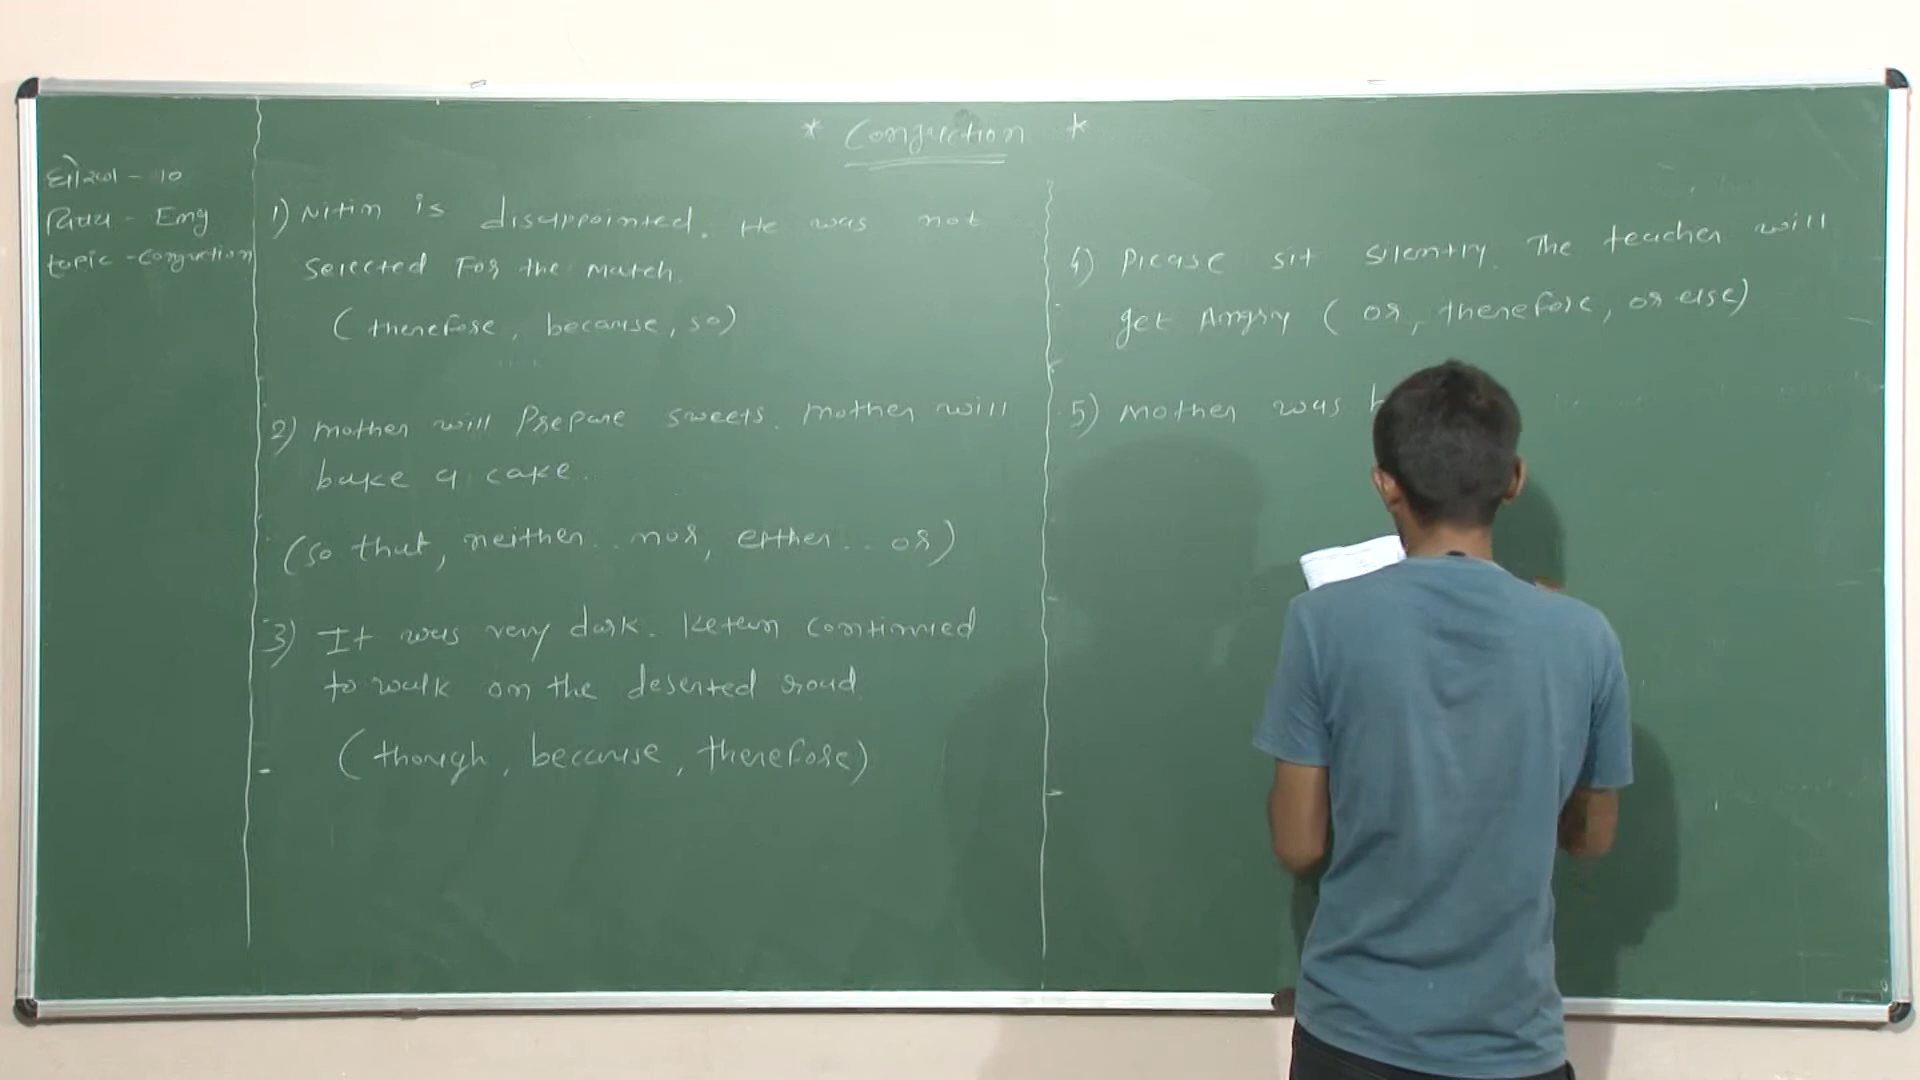 * Conjuction *
ધોરણ - 10
વિષય - Eng
topic - conjuction
1) Nitin is disappointed. He was not
selected For the match.
(therefore, because, so)
2) mother will Prepare sweets. mother will
bake a cake.
(so that, neither.. nor, either.. or)
3) It was very dark. Ketan continued
to walk on the deserted road.
(though, because, therefore)
4) Please sit silently. The teacher will
get Angry (or, therefore, or else)
5) mother was